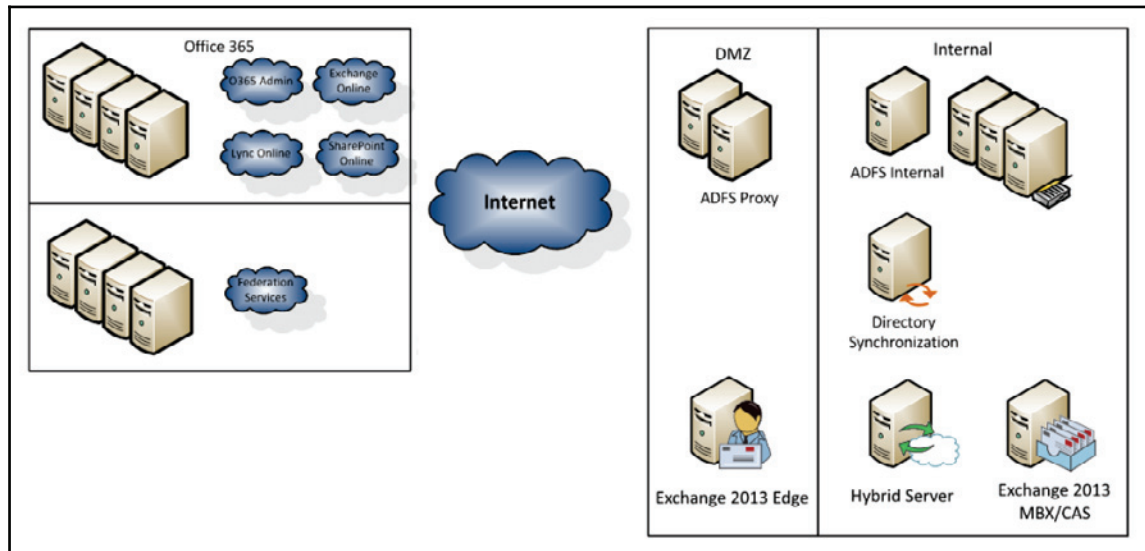 Office 365
O365 Admin
Exchange
Online
Lync Online
SharePoint
Online
Federation
Services
Internet
DMZ
ADFS Proxy
Exchange 2013 Edge
Internal
ADFS Internal
Directory
Synchronization
Hybrid Server
Exchange 2013
MBX/CAS